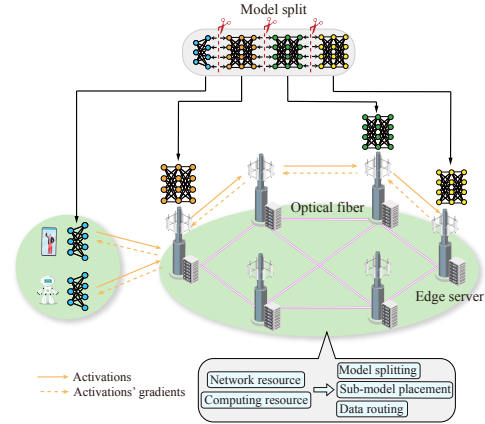 Model split
Optical fiber
Edge server
Activations
Activations' gradients
Network resource
Computing resource
Model splitting
Sub-model placement
Data routing